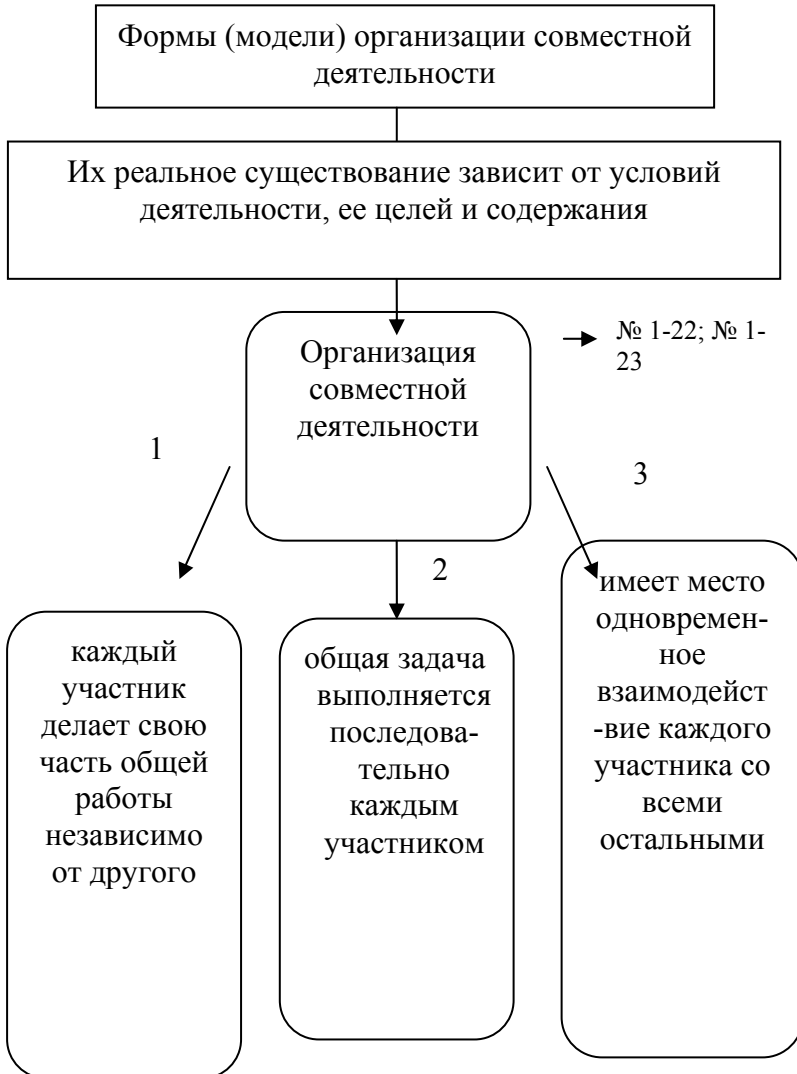 Формы (модели) организации совместной
деятельности
Их реальное существование зависит от условий
деятельности, ее целей и содержания
Организация
совместной
деятельности
№ 1-22; № 1-
23
1
2
3
каждый
участник
делает свою
часть общей
работы
независимо
от другого
общая задача
выполняется
последова-
тельно
каждым
участником
имеет место
одновремен-
ное
взаимодейст
-вие каждого
участника со
всеми
остальными